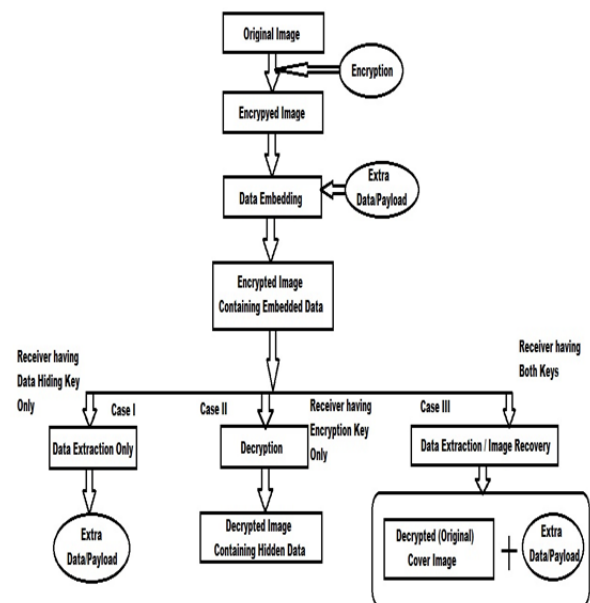 Original Image
Encryption
Encrypyed Image
Data Embedding
Extra
Data/Payload
Encrypted Image
Containing Embedded Data
Receiver having
Data Hiding Key
Only
Receiver having
Both Keys
Case I
Case II
Receiver having
Encryption Key
Only
Case III
Data Extraction Only
Decryption
Data Extraction / Image Recovery
Extra
Data/Payload
Decrypted Image
Containing Hidden Data
Decrypted (Original)
Cover Image
+
Extra
Data/Payload